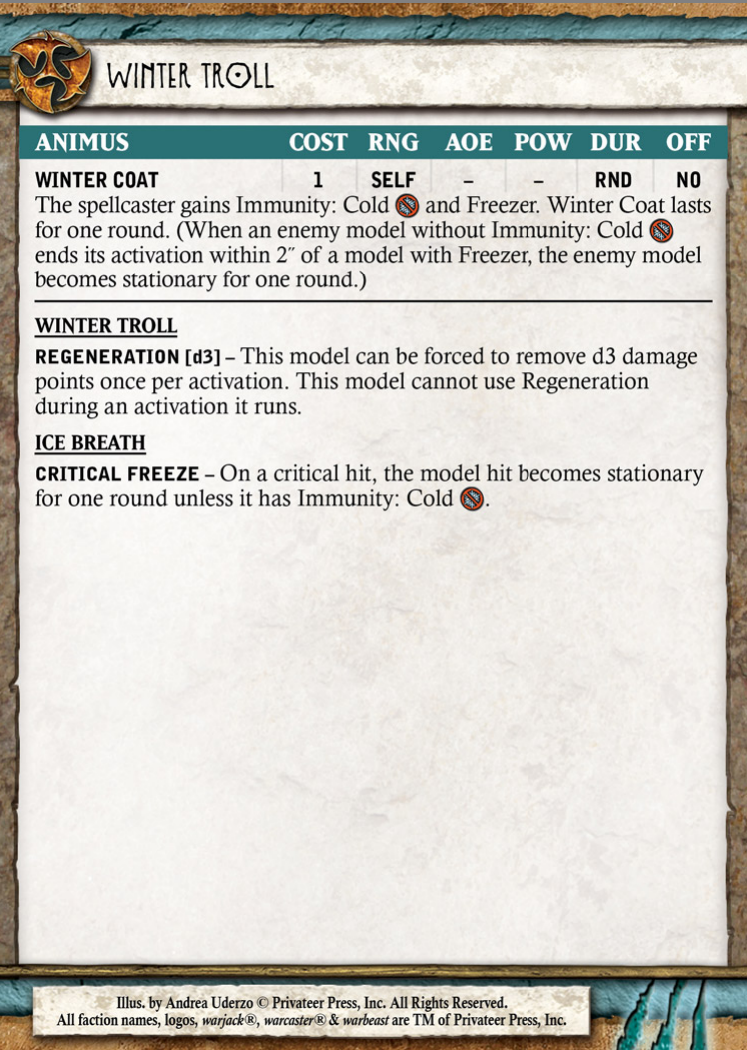 WINTER TROLL
ANIMUS COST RNG AOE POW DUR OFF
WINTER COAT 1 SELF – – RND NO
The spellcaster gains Immunity: Cold and Freezer. Winter Coat lasts
for one round. (When an enemy model without Immunity: Cold
ends its activation within 2˝ of a model with Freezer, the enemy model
becomes stationary for one round.)
WINTER TROLL
REGENERATION [d3] – This model can be forced to remove d3 damage
points once per activation. This model cannot use Regeneration
during an activation it runs.
ICE BREATH
CRITICAL FREEZE – On a critical hit, the model hit becomes stationary
for one round unless it has Immunity: Cold .
Illus. by Andrea Uderzo © Privateer Press, Inc. All Rights Reserved.
All faction names, logos, warjack®, warcaster® & warbeast are TM of Privateer Press, Inc.